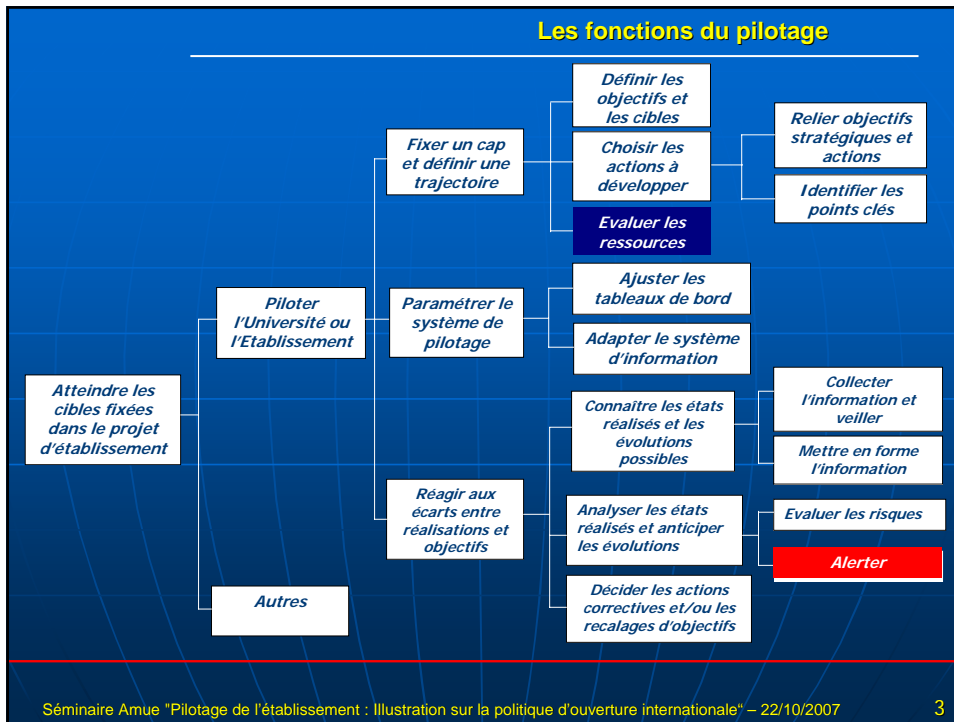 Les fonctions du pilotage
Définir les
objectifs et
les cibles
Relier objectifs
stratégiques et
actions
Fixer un cap
et définir une
trajectoire
Choisir les
actions à
développer
Identifier les
points clés
Evaluer les
ressources
Ajuster les
tableaux de bord
Piloter
l'Université ou
l'Etablissement
Paramétrer le
système de
pilotage
Adapter le système
d'information
Atteindre les
cibles fixées
dans le projet
d'établissement
Collecter
l'information et
veiller
Connaître les états
réalisés et les
évolutions
possibles
Mettre en forme
l'information
Réagir aux
écarts entre
réalisations et
objectifs
Analyser les états
réalisés et anticiper
les évolutions
Evaluer les risques
Alerter
Autres
Décider les actions
correctives et/ou les
recalages d'objectifs
Séminaire Amue "Pilotage de l'établissement : Illustration sur la politique d'ouverture internationale“ – 22/10/2007 3